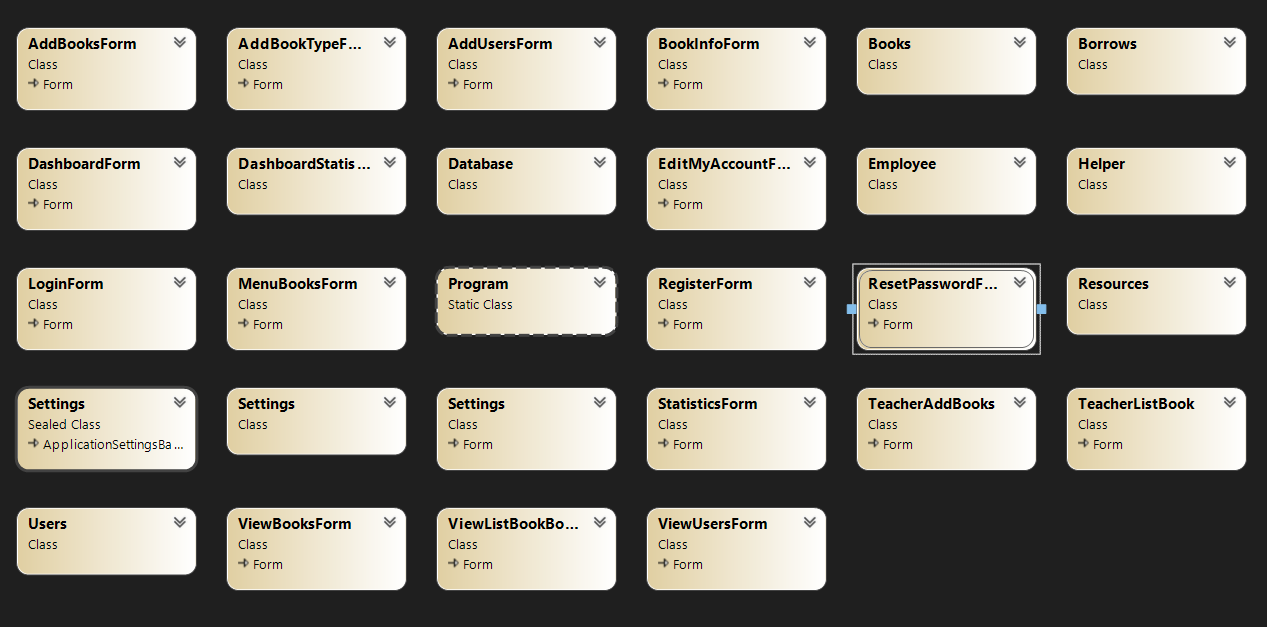 AddBooksForm
Class
Form
AddBookTypeF...
Class
Form
AddUsersForm
Class
Form
BookInfoForm
Class
Form
Books
Class
Borrows
Class
DashboardForm
Class
Form
DashboardStatis...
Class
Database
Class
EditMyAccountF...
Class
Form
Employee
Class
Helper
Class
LoginForm
Class
Form
MenuBooksForm
Class
Form
Program
Static Class
RegisterForm
Class
Form
ResetPasswordF...
Class
Form
Resources
Class
Settings
Sealed Class
ApplicationSettingsBa...
Settings
Class
Settings
Class
Form
StatisticsForm
Class
Form
TeacherAddBooks
Class
Form
TeacherListBook
Class
Form
Users
Class
ViewBooksForm
Class
Form
ViewListBookBo...
Class
Form
ViewUsersForm
Class
Form